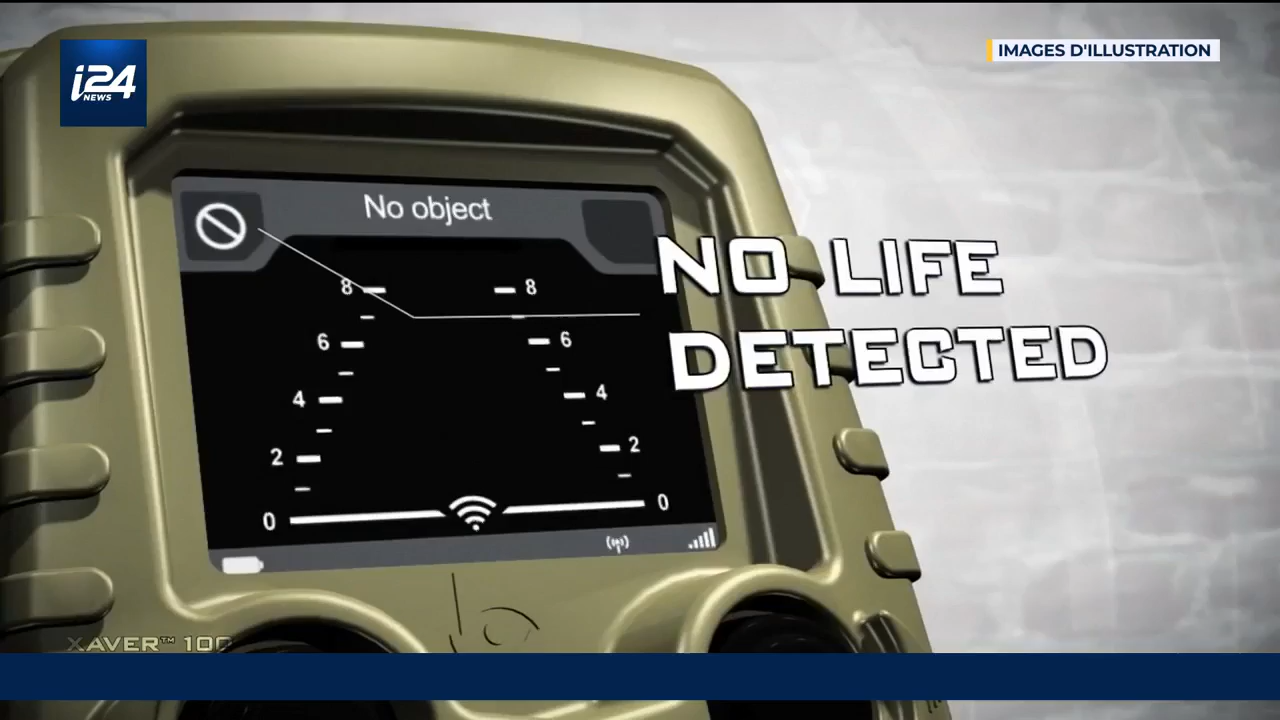 i24
NEWS
IMAGES D'ILLUSTRATION
No object
NO LIFE
DETECTED
8 8
6 6
4 4
2 2
0 0
XAVER™ 100